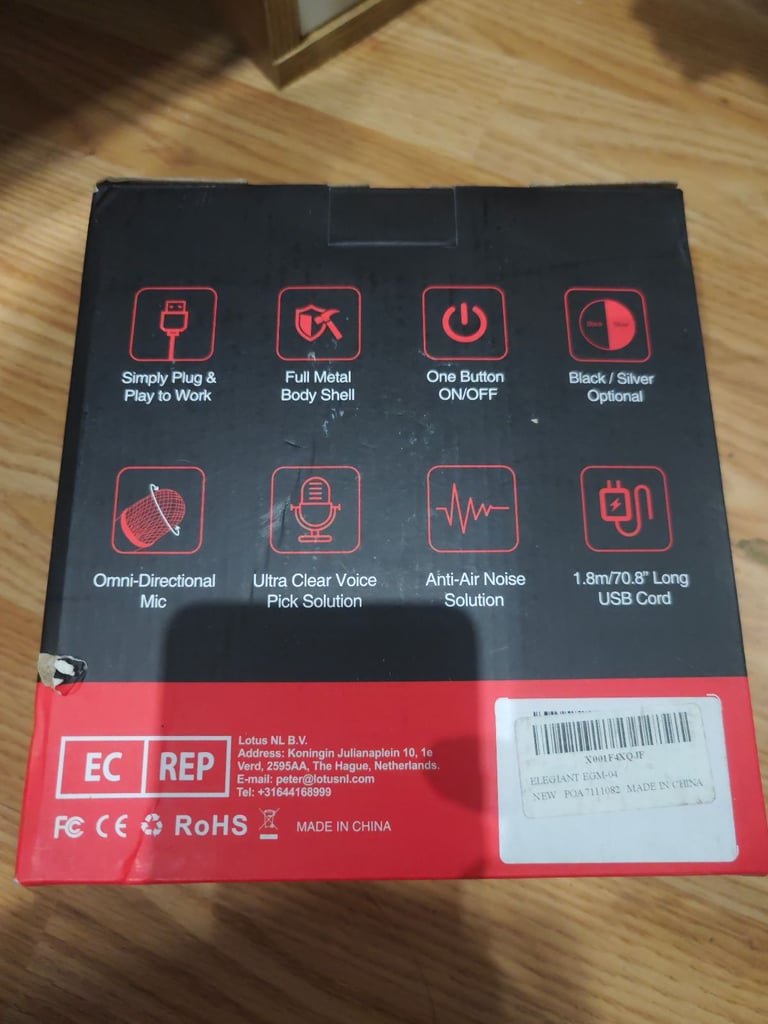 Simply Plug &
Play to Work
Full Metal
Body Shell
One Button
ON/OFF
Black / Silver
Optional
Omni-Directional
Mic
Ultra Clear Voice
Pick Solution
Anti-Air Noise
Solution
1.8m/70.8" Long
USB Cord
EC REP
Lotus NL B.V.
Address: Koningin Julianaplein 10, 1e
Verd, 2595AA, The Hague, Netherlands.
E-mail: peter@lotusnl.com
Tel: +31644168999
FC CE RoHS MADE IN CHINA
X001F4XQJF
ELEGIANT EGM-04
NEW POA7111082 MADE IN CHINA